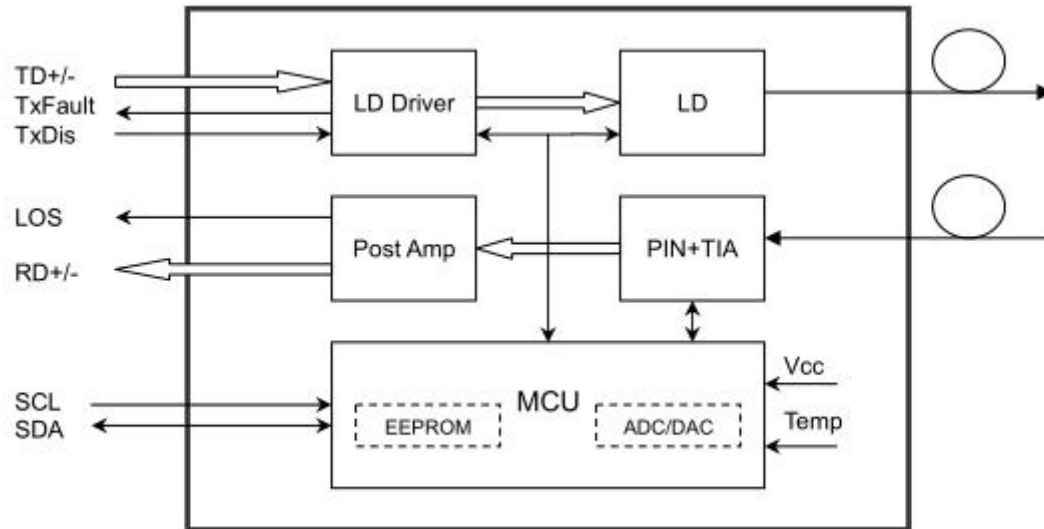 TD+/-
TxFault
TxDis
LD Driver
LD
LOS
RD+/-
Post Amp
PIN+TIA
SCL
SDA
MCU
EEPROM
ADC/DAC
Vcc
Temp